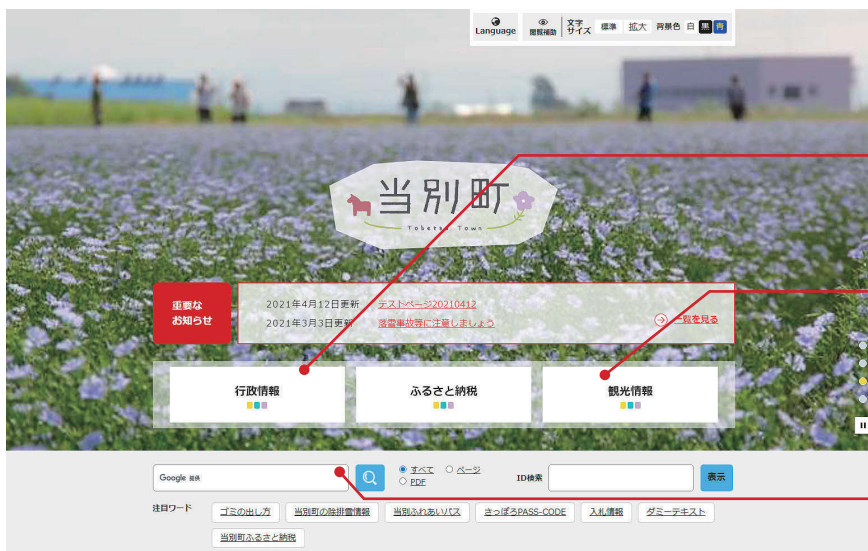 Language 閲覧補助 文字サイズ 標準 拡大 背景色 白 黒 青
当別町
Tobetsu Town
重要なお知らせ
2021年4月12日更新 テストページ20210412
2021年3月3日更新 落雪事故等に注意しましょう
一覧を見る
行政情報 ふるさと納税 観光情報
Google 提供 すべて ページ PDF ID検索 表示
注目ワード ゴミの出し方 当別町の除排雪情報 当別ふれあいバス さっぽろPASS-CODE 入札情報 ダミーテキスト
当別町ふるさと納税